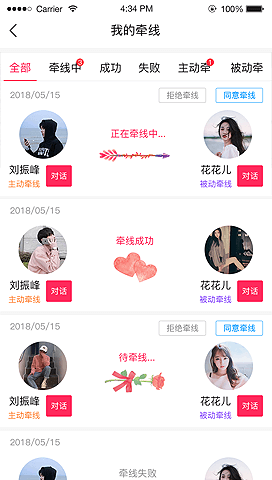 Carrier 4:34 PM 100%
我的牵线
全部 牵线中 3 成功 失败 主动牵 1 被动牵
2018/05/15 拒绝牵线 同意牵线
正在牵线中...
刘振峰 对话 花花儿 对话
主动牵线 被动牵线
2018/05/15
牵线成功
刘振峰 对话 花花儿 对话
主动牵线 被动牵线
2018/05/15 拒绝牵线 同意牵线
待牵线...
刘振峰 对话 花花儿 对话
主动牵线 被动牵线
2018/05/15
牵线失败